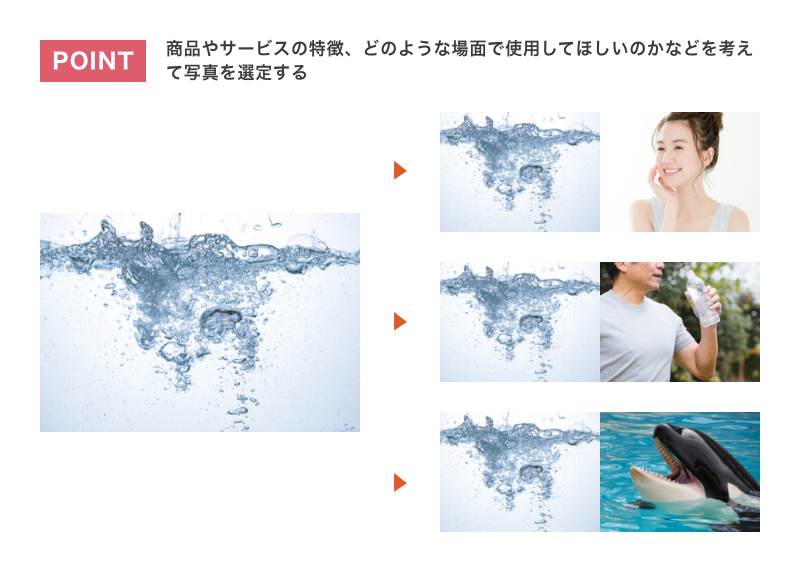 POINT
商品やサービスの特徴、どのような場面で使用してほしいのかなどを考え
て写真を選定する